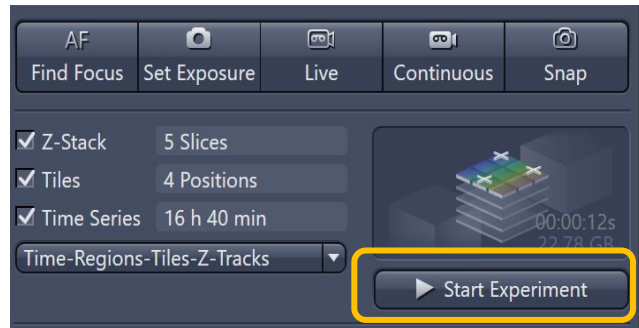 AF
Find Focus Set Exposure Live Continuous Snap
Z-Stack 5 Slices
Tiles 4 Positions
Time Series 16 h 40 min
00:00:12s
22.78 GB
Time-Regions-Tiles-Z-Tracks
Start Experiment